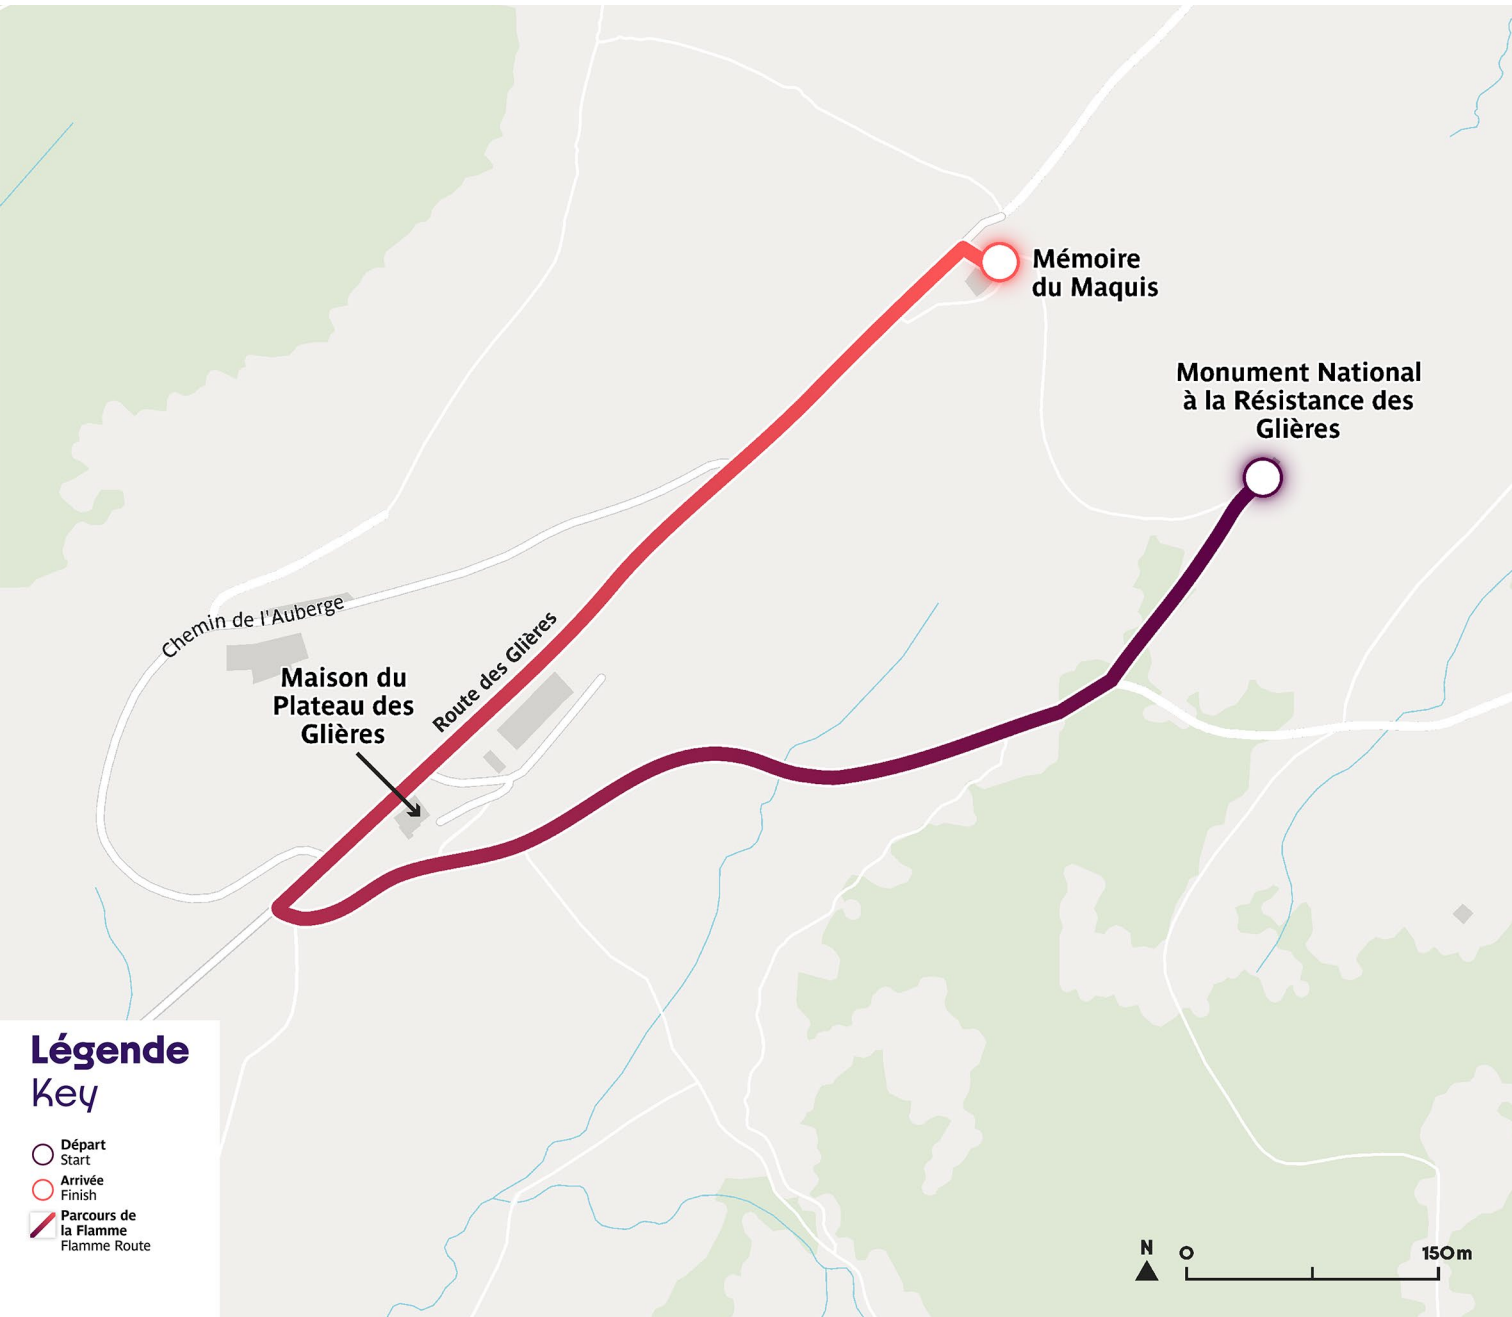 Mémoire
du Maquis
Monument National
à la Résistance des
Glières
Chemin de l'Auberge
Route des Glières
Maison du
Plateau des
Glières
Légende
Key
Départ
Start
Arrivée
Finish
Parcours de
la Flamme
Flamme Route
N
0
150m